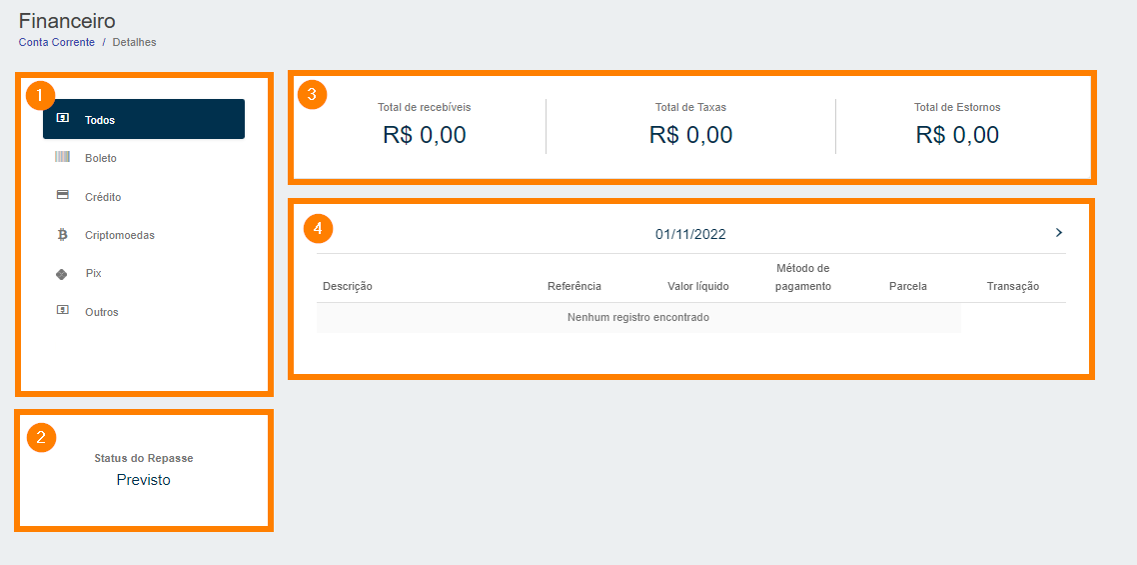 Financeiro
Conta Corrente / Detalhes
1
Todos
Boleto
Crédito
Criptomoedas
Pix
Outros
2
Status do Repasse
Previsto
3
Total de recebíveis
R$ 0,00
Total de Taxas
R$ 0,00
Total de Estornos
R$ 0,00
4
01/11/2022
Descrição Referência Valor líquido Método de pagamento Parcela Transação
Nenhum registro encontrado